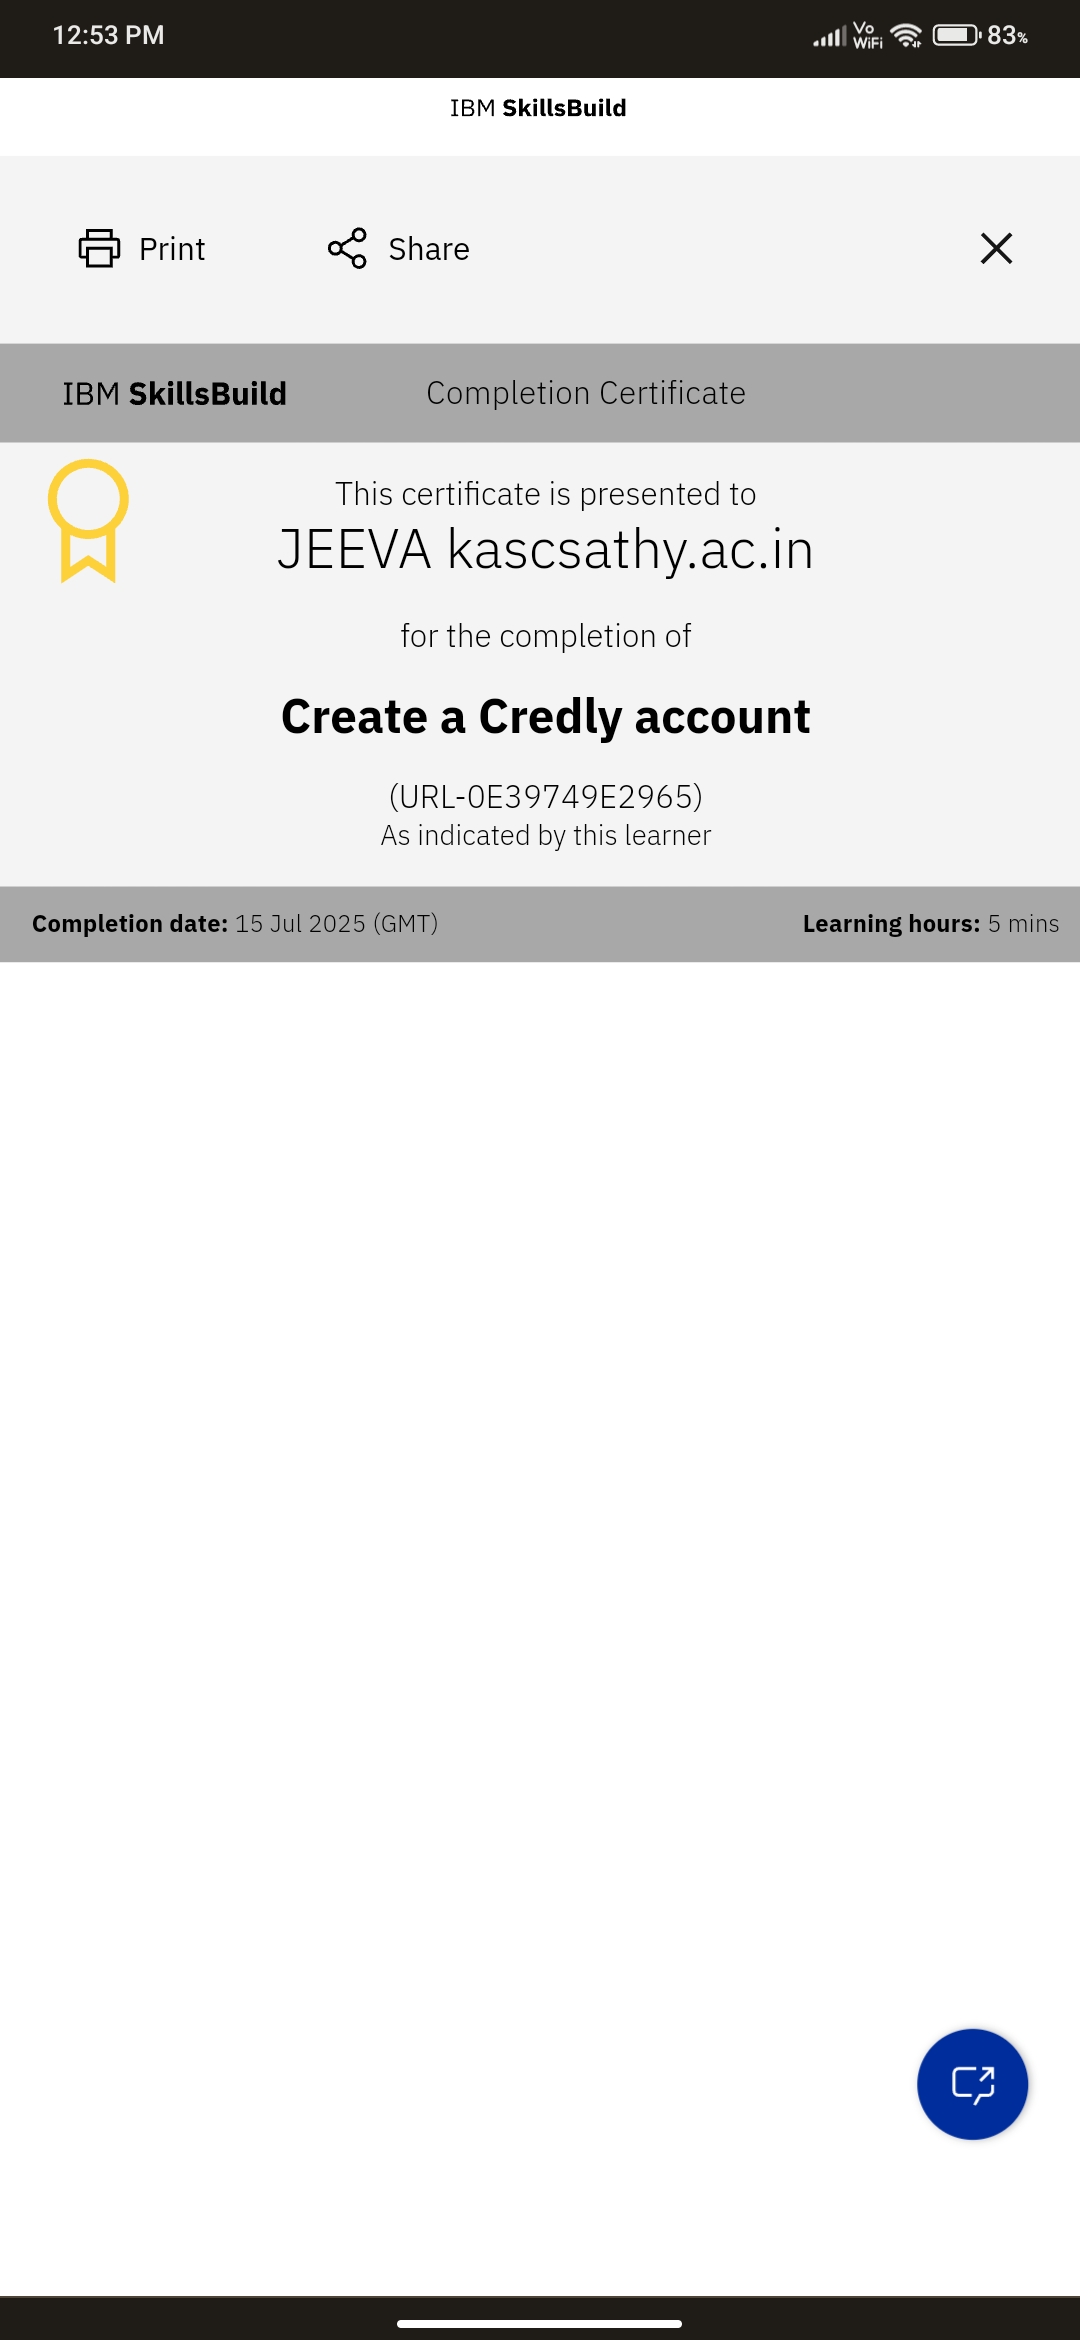 12:53 PM
Vo
WiFi
83%
IBM SkillsBuild
Print
Share
IBM SkillsBuild
Completion Certificate
This certificate is presented to
JEEVA kascsathy.ac.in
for the completion of
Create a Credly account
(URL-0E39749E2965)
As indicated by this learner
Completion date: 15 Jul 2025 (GMT)
Learning hours: 5 mins